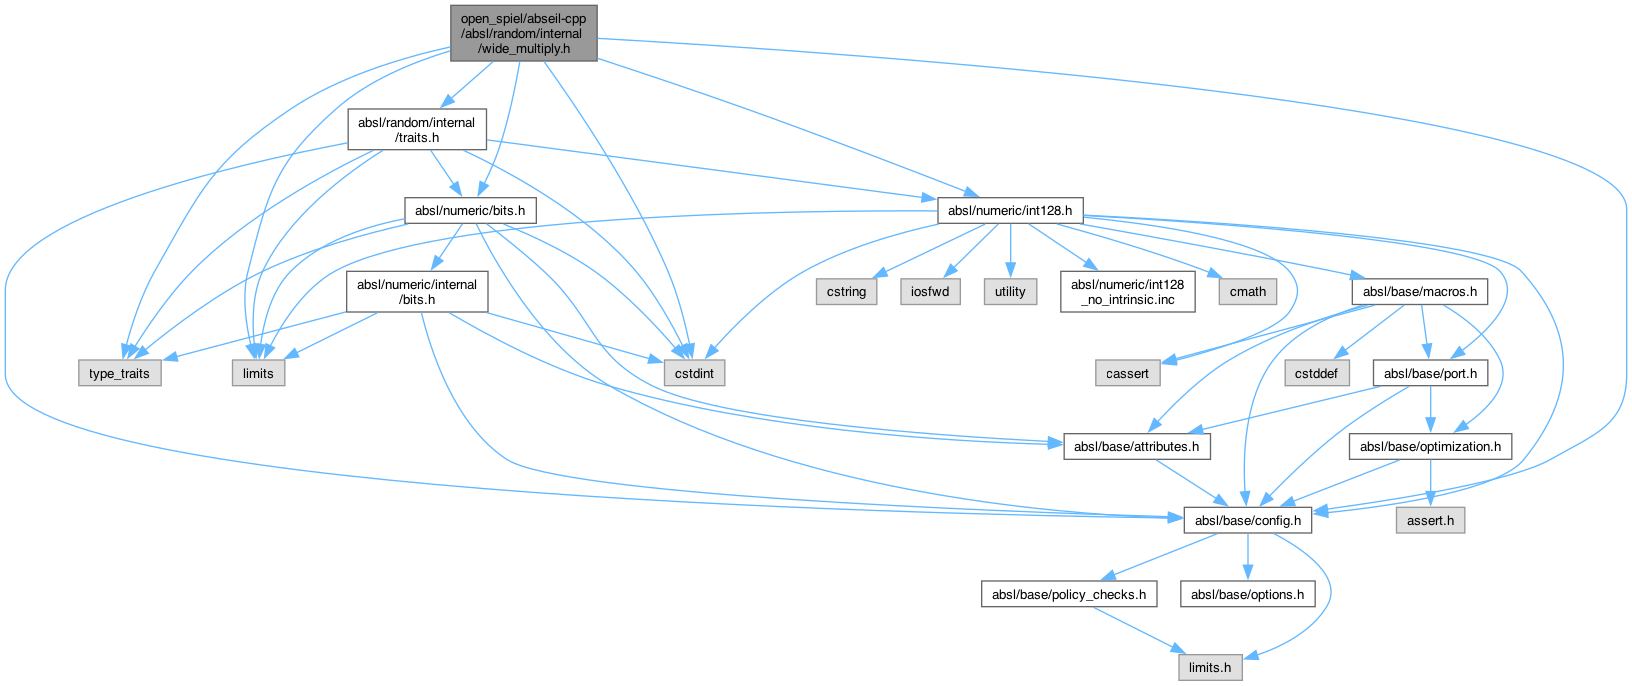 open_spiel/abseil-cpp
/absl/random/internal
/wide_multiply.h
absl/random/internal
/traits.h
absl/numeric/bits.h
absl/numeric/int128.h
absl/numeric/internal
/bits.h
cstring
iosfwd
utility
absl/numeric/int128
_no_intrinsic.inc
cmath
absl/base/macros.h
type_traits
limits
cstdint
cassert
cstddef
absl/base/port.h
absl/base/attributes.h
absl/base/optimization.h
absl/base/config.h
assert.h
absl/base/policy_checks.h
absl/base/options.h
limits.h